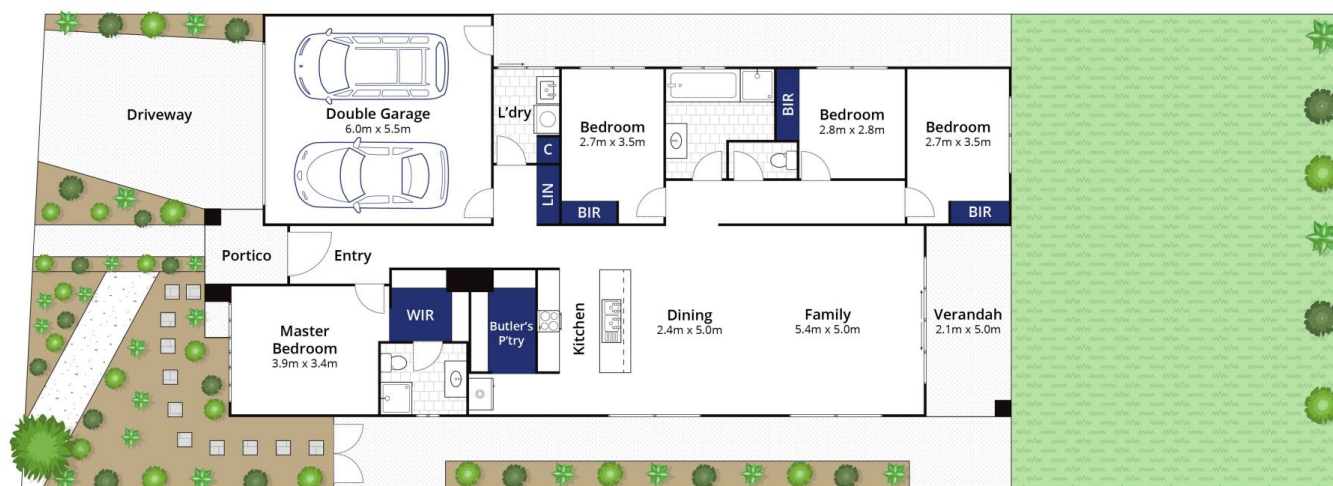 Driveway
Double Garage
6.0m x 5.5m
L'dry
C
LIN
Bedroom
2.7m x 3.5m
BIR
BIR
Bedroom
2.8m x 2.8m
Bedroom
2.7m x 3.5m
BIR
Portico
Entry
Master
Bedroom
3.9m x 3.4m
WIR
Butler's
P'try
Kitchen
Dining
2.4m x 5.0m
Family
5.4m x 5.0m
Verandah
2.1m x 5.0m